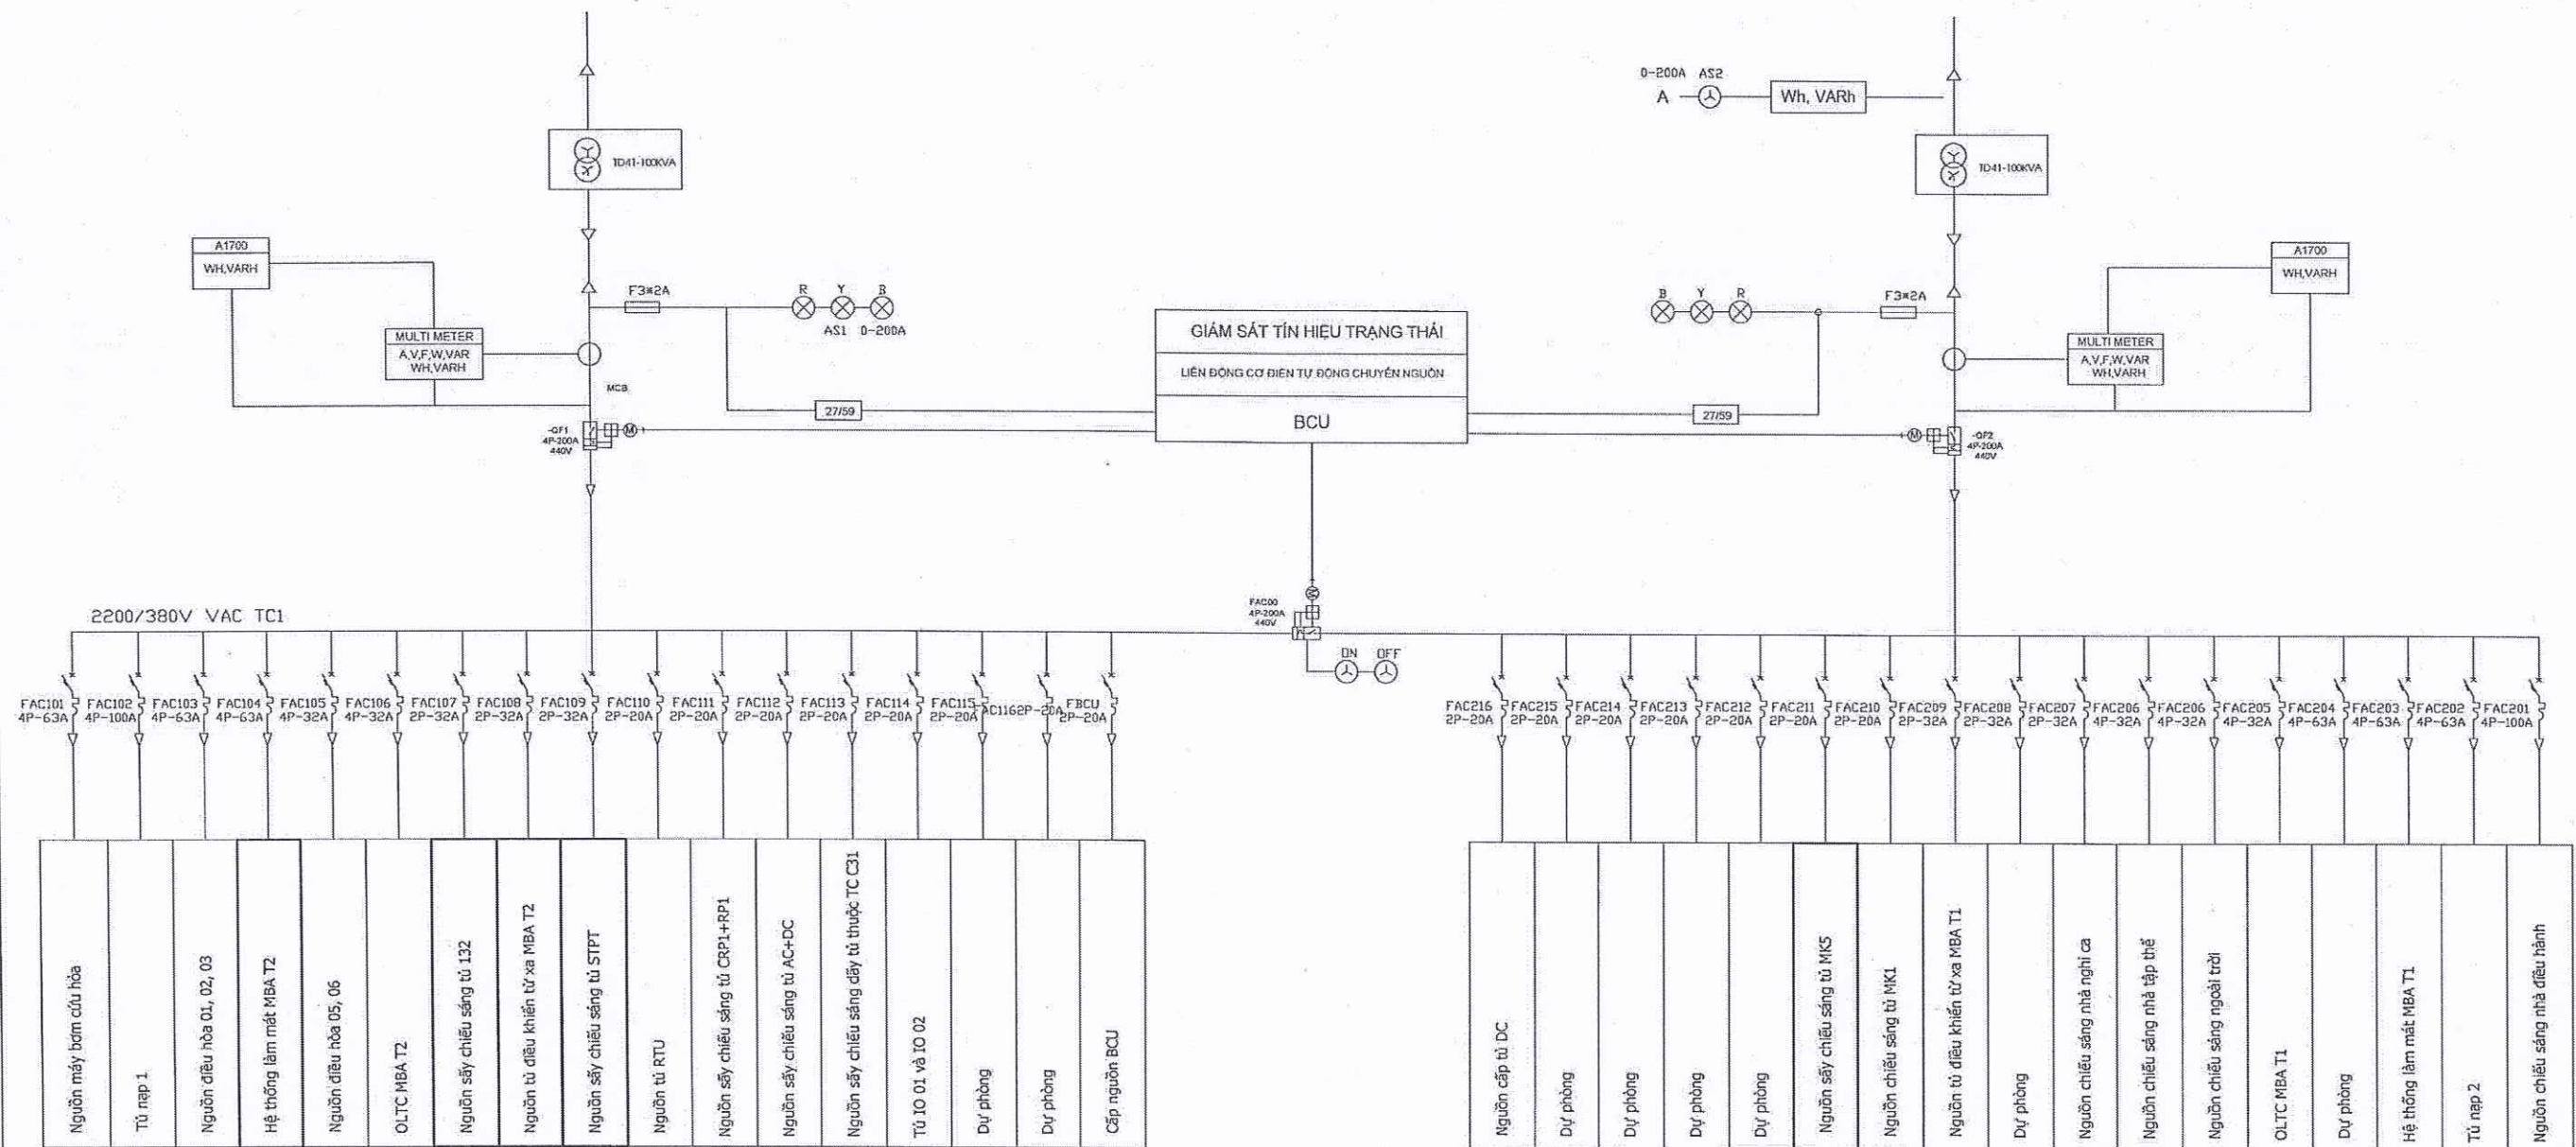 0-200A AS2
A
Wh, VARh
TD41-100KVA
TD41-100KVA
A1700
WH,VARH
MULTI METER
A,V,F,W,VAR
WH,VARH
F3*2A
R Y B
AS1 0-200A
MCB
27/59
-QF1
4P-200A
440V
GIÁM SÁT TÍN HIỆU TRẠNG THÁI
LIÊN ĐỘNG CƠ ĐIỆN TỰ ĐỘNG CHUYỂN NGUỒN
BCU
B Y R
F3*2A
27/59
A1700
WH,VARH
MULTI METER
A,V,F,W,VAR
WH,VARH
-QF2
4P-200A
440V
M
M
FAC00
4P-200A
440V
ON OFF
2200/380V VAC TC1
FAC101
4P-63A
FAC102
4P-100A
FAC103
4P-63A
FAC104
4P-63A
FAC105
4P-32A
FAC106
4P-32A
FAC107
2P-32A
FAC108
2P-32A
FAC109
2P-32A
FAC110
2P-20A
FAC111
2P-20A
FAC112
2P-20A
FAC113
2P-20A
FAC114
2P-20A
FAC115
2P-20A
FAC1162P-20A
F.BCU
2P-20A
FAC216
2P-20A
FAC215
2P-20A
FAC214
2P-20A
FAC213
2P-20A
FAC212
2P-20A
FAC211
2P-20A
FAC210
2P-20A
FAC209
2P-32A
FAC208
2P-32A
FAC207
2P-32A
FAC206
4P-32A
FAC206
4P-32A
FAC205
4P-32A
FAC204
4P-63A
FAC203
4P-63A
FAC202
4P-63A
FAC201
4P-100A
Nguồn máy bơm cứu hỏa
Tủ nạp 1
Nguồn điều hòa 01, 02, 03
Hệ thống làm mát MBA T2
Nguồn điều hòa 05, 06
OLTC MBA T2
Nguồn sấy chiếu sáng tủ 132
Nguồn tủ điều khiển từ xa MBA T2
Nguồn sấy chiếu sáng tủ STPT
Nguồn tủ RTU
Nguồn sấy chiếu sáng tủ CRP1+RP1
Nguồn sấy chiếu sáng tủ AC+DC
Nguồn sấy chiếu sáng dãy tủ thuộc TC C31
Tủ IO 01 và IO 02
Dự phòng
Dự phòng
Cấp nguồn BCU
Nguồn cấp tủ DC
Dự phòng
Dự phòng
Dự phòng
Dự phòng
Nguồn sấy chiếu sáng tủ MK5
Nguồn chiếu sáng tủ MK1
Nguồn tủ điều khiển từ xa MBA T1
Dự phòng
Nguồn chiếu sáng nhà nghỉ ca
Nguồn chiếu sáng nhà tập thể
Nguồn chiếu sáng ngoài trời
OLTC MBA T1
Dự phòng
Hệ thống làm mát MBA T1
Tủ nạp 2
Nguồn chiếu sáng nhà điều hành